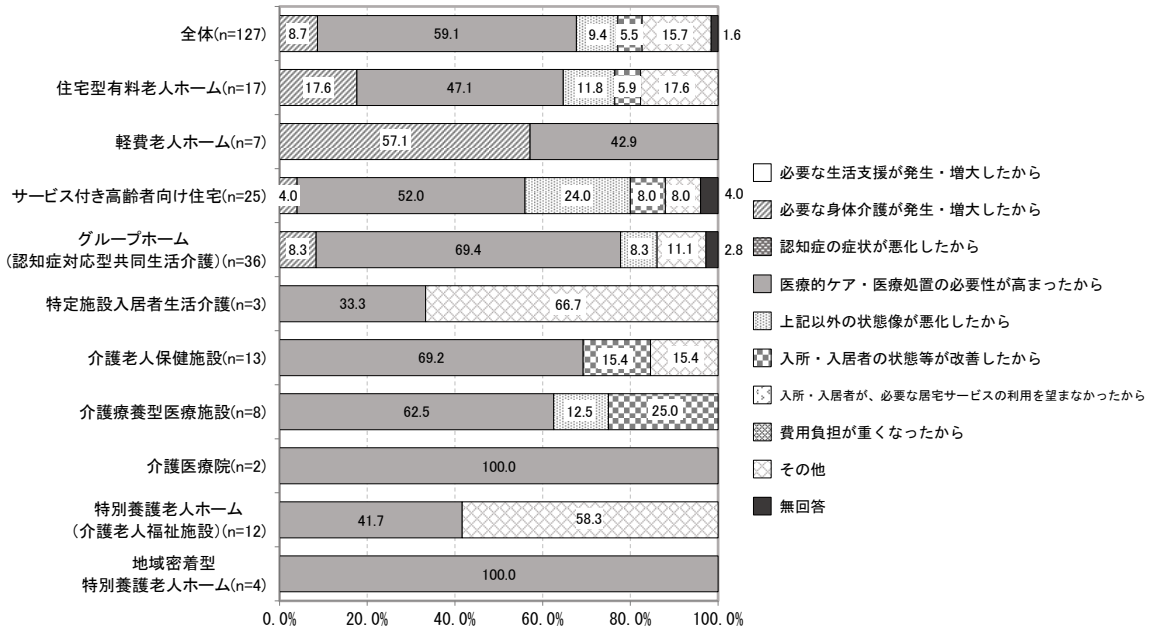 全体(n=127)
8.7 59.1 9.4 5.5 15.7 1.6
住宅型有料老人ホーム(n=17)
17.6 47.1 11.8 5.9 17.6
軽費老人ホーム(n=7)
57.1 42.9
サービス付き高齢者向け住宅(n=25)
4.0 52.0 24.0 8.0 8.0 4.0
グループホーム
(認知症対応型共同生活介護)(n=36)
8.3 69.4 8.3 11.1 2.8
特定施設入居者生活介護(n=3)
33.3 66.7
介護老人保健施設(n=13)
69.2 15.4 15.4
介護療養型医療施設(n=8)
62.5 12.5 25.0
介護医療院(n=2)
100.0
特別養護老人ホーム
(介護老人福祉施設)(n=12)
41.7 58.3
地域密着型
特別養護老人ホーム(n=4)
100.0
0.0% 20.0% 40.0% 60.0% 80.0% 100.0%
必要な生活支援が発生・増大したから
必要な身体介護が発生・増大したから
認知症の症状が悪化したから
医療的ケア・医療処置の必要性が高まったから
上記以外の状態像が悪化したから
入所・入居者の状態等が改善したから
入所・入居者が、必要な居宅サービスの利用を望まなかったから
費用負担が重くなったから
その他
無回答